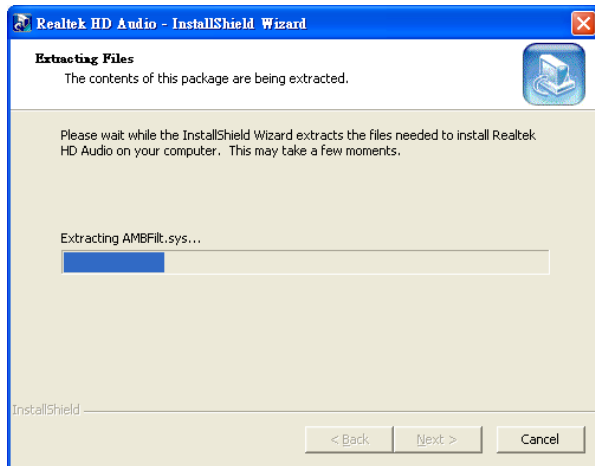 Realtek HD Audio - InstallShield Wizard
Extracting Files
The contents of this package are being extracted.
Please wait while the InstallShield Wizard extracts the files needed to install Realtek
HD Audio on your computer. This may take a few moments.
Extracting AMBFilt.sys...
InstallShield
< Back Next > Cancel